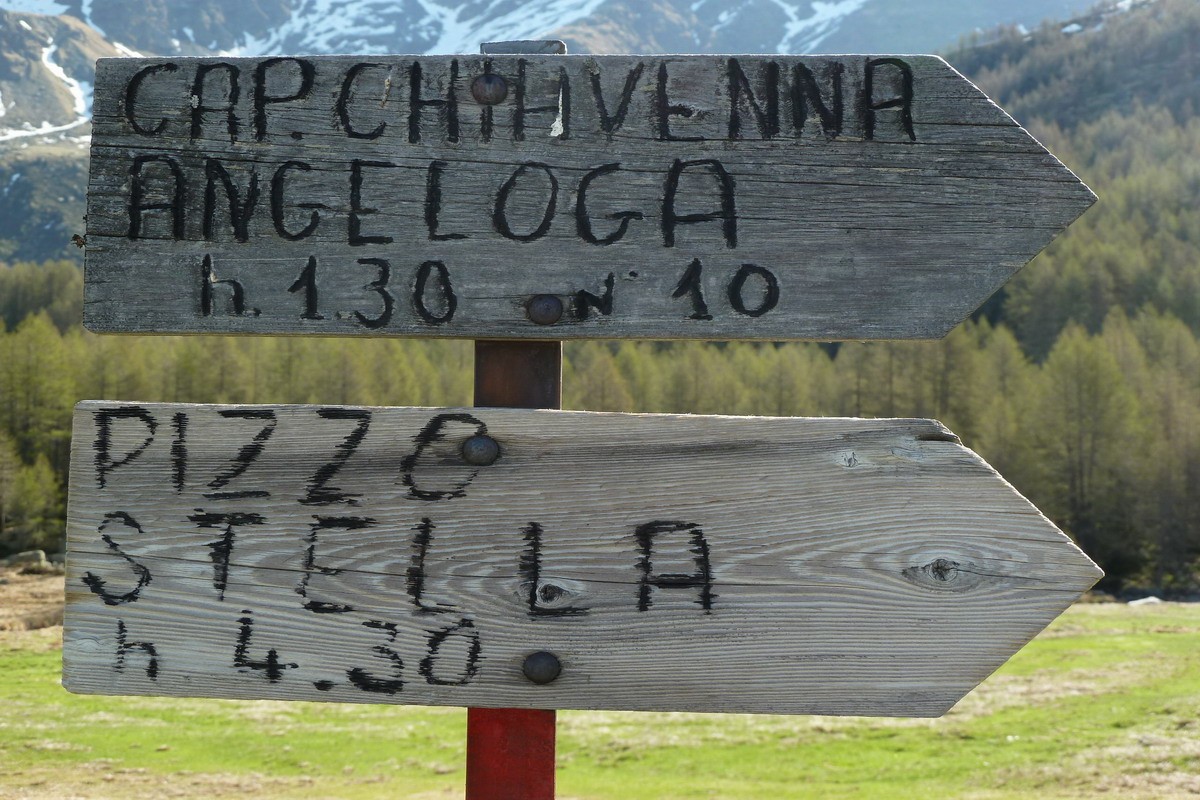 CAP. CHIAVENNA
ANGELOGA
h. 1.30 N° 10
PIZZO
STELLA
h 4.30